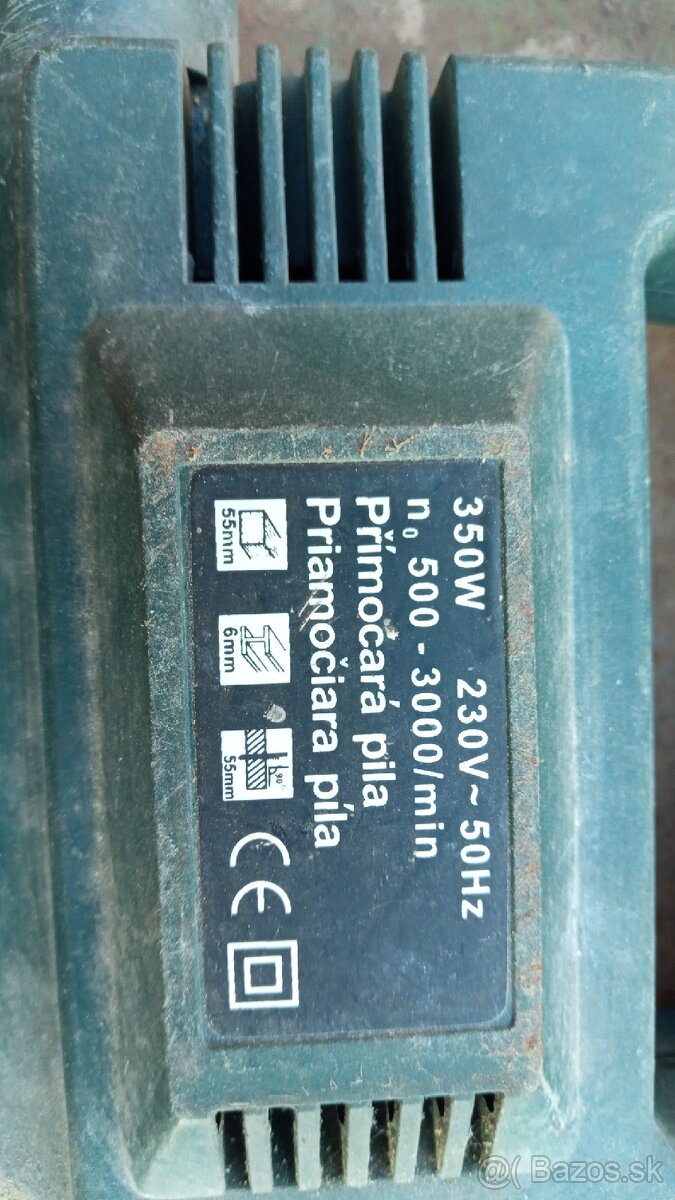 350W 230V~50Hz
n₀ 500 - 3000/min
Přímočará pila
Priamočiara píla
55mm 6mm 90° 55mm CE
@( Bazos.sk